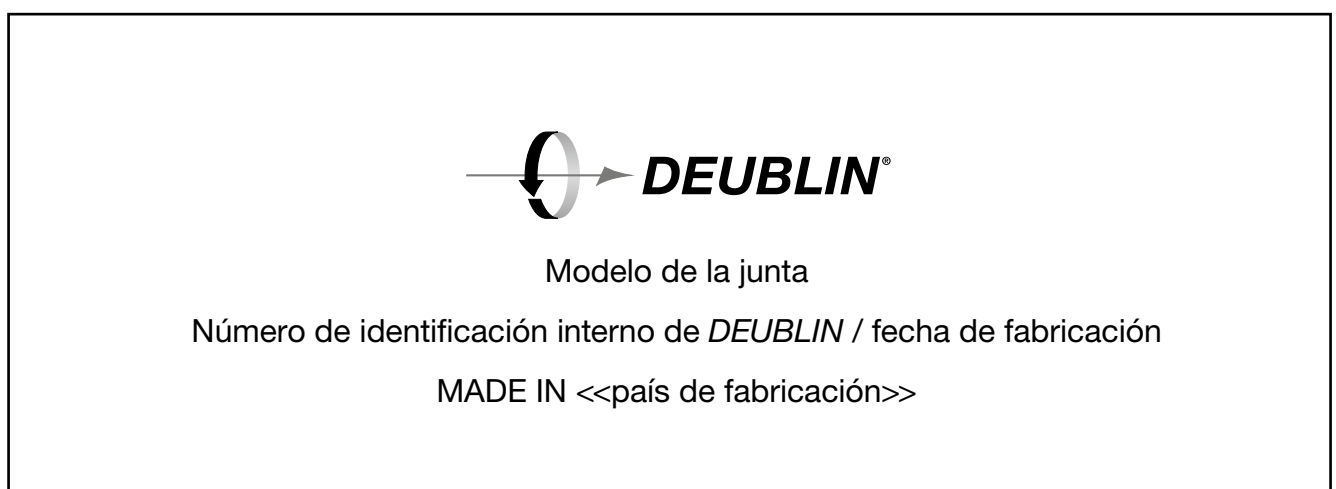 DEUBLIN®
Modelo de la junta
Número de identificación interno de DEUBLIN / fecha de fabricación
MADE IN <<país de fabricación>>